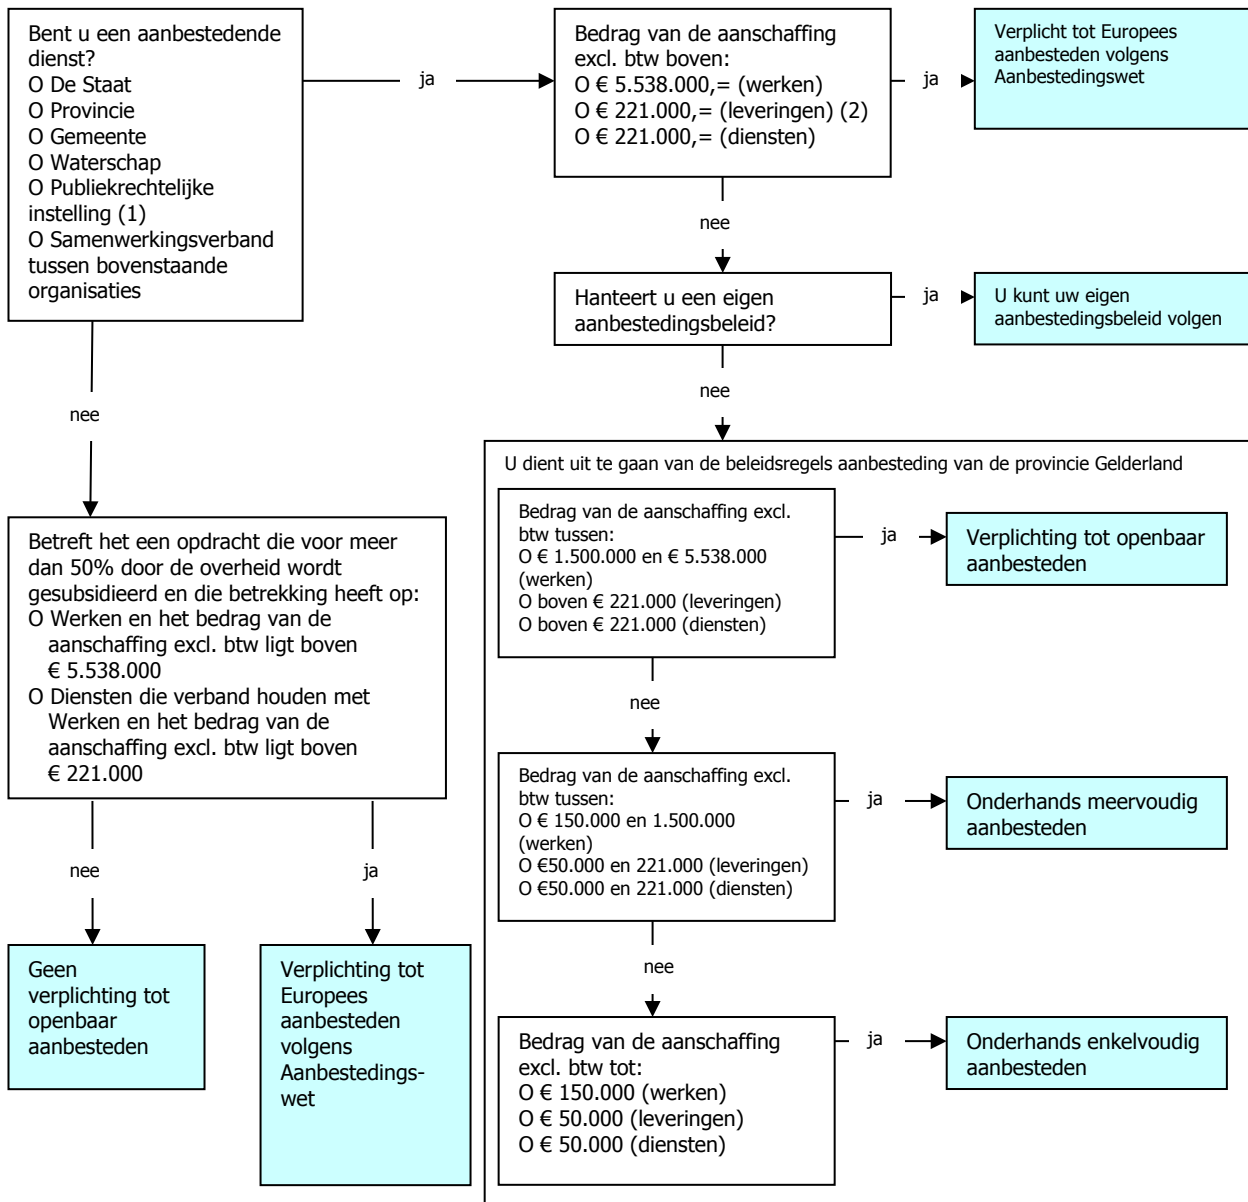 Bent u een aanbestedende
dienst?
O De Staat
O Provincie
O Gemeente
O Waterschap
O Publiekrechtelijke
instelling (1)
O Samenwerkingsverband
tussen bovenstaande
organisaties
ja
Bedrag van de aanschaffing
excl. btw boven:
O € 5.538.000,= (werken)
O € 221.000,= (leveringen) (2)
O € 221.000,= (diensten)
ja
Verplicht tot Europees
aanbesteden volgens
Aanbestedingswet
nee
Hanteert u een eigen
aanbestedingsbeleid?
ja
U kunt uw eigen
aanbestedingsbeleid volgen
nee
nee
U dient uit te gaan van de beleidsregels aanbesteding van de provincie Gelderland
Bedrag van de aanschaffing excl.
btw tussen:
O € 1.500.000 en € 5.538.000
(werken)
O boven € 221.000 (leveringen)
O boven € 221.000 (diensten)
ja
Verplichting tot openbaar
aanbesteden
Betreft het een opdracht die voor meer
dan 50% door de overheid wordt
gesubsidieerd en die betrekking heeft op:
O Werken en het bedrag van de
aanschaffing excl. btw ligt boven
€ 5.538.000
O Diensten die verband houden met
Werken en het bedrag van de
aanschaffing excl. btw ligt boven
€ 221.000
nee
Bedrag van de aanschaffing excl.
btw tussen:
O € 150.000 en 1.500.000
(werken)
O €50.000 en 221.000 (leveringen)
O €50.000 en 221.000 (diensten)
ja
Onderhands meervoudig
aanbesteden
nee
ja
nee
Geen
verplichting tot
openbaar
aanbesteden
Verplichting tot
Europees
aanbesteden
volgens
Aanbestedings-
wet
Bedrag van de aanschaffing
excl. btw tot:
O € 150.000 (werken)
O € 50.000 (leveringen)
O € 50.000 (diensten)
ja
Onderhands enkelvoudig
aanbesteden